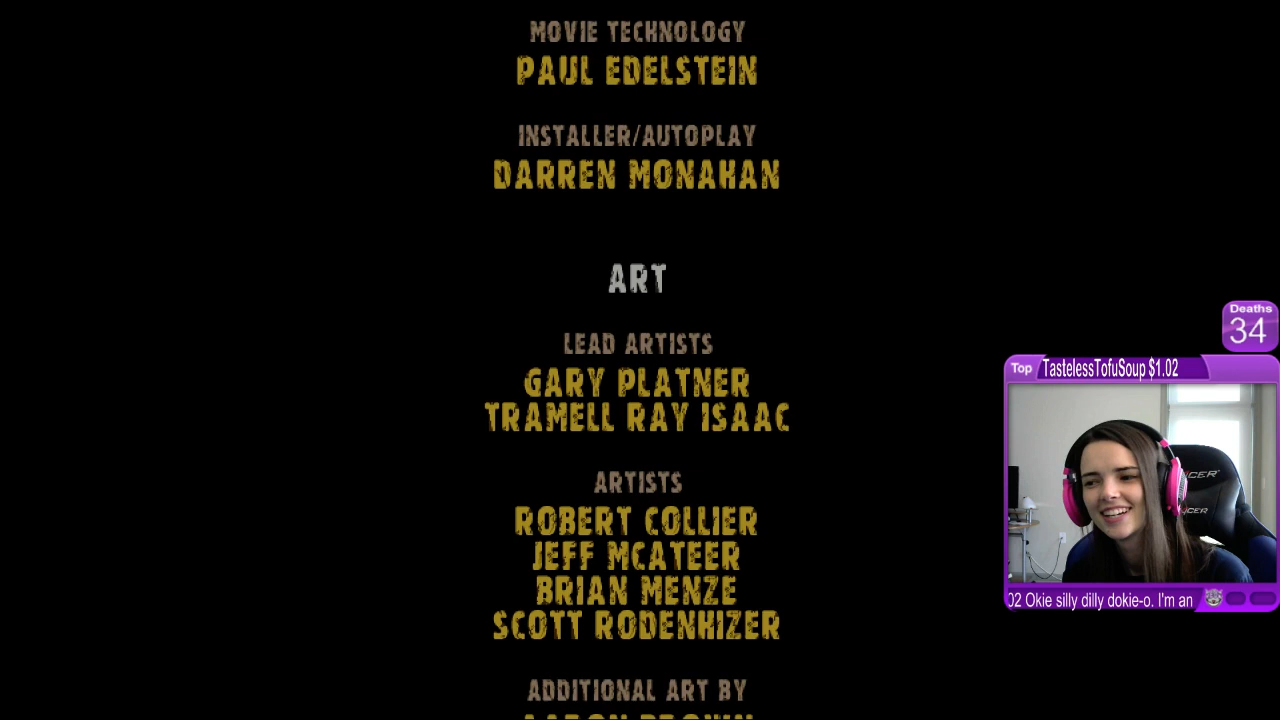 MOVIE TECHNOLOGY
PAUL EDELSTEIN
INSTALLER/AUTOPLAY
DARREN MONAHAN
ART
LEAD ARTISTS
GARY PLATNER
TRAMELL RAY ISAAC
ARTISTS
ROBERT COLLIER
JEFF MCATEER
BRIAN MENZE
SCOTT RODENHIZER
ADDITIONAL ART BY
Deaths
34
Top TastelessTofuSoup $1.02
02 Okie silly dilly dokie-o. I'm an